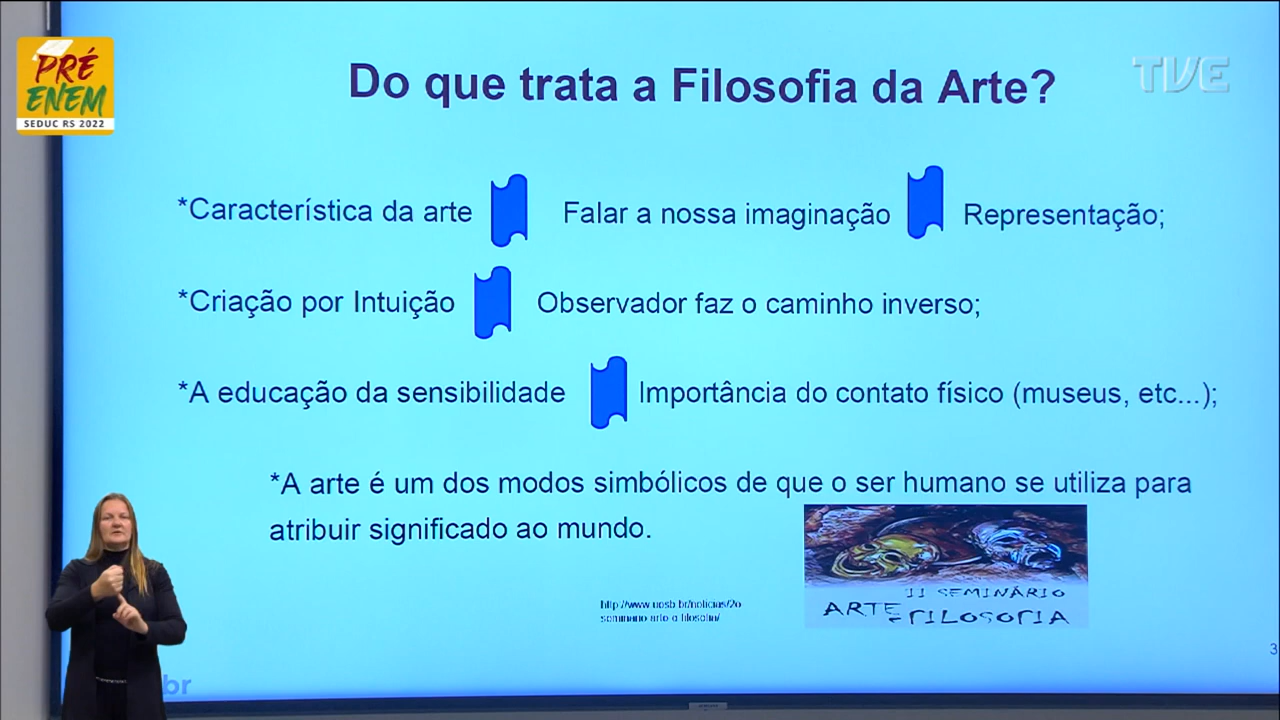 PRÉ
ENEM
SEDUC RS 2022
TVE
Do que trata a Filosofia da Arte?
*Característica da arte Falar a nossa imaginação Representação;
*Criação por Intuição Observador faz o caminho inverso;
*A educação da sensibilidade Importância do contato físico (museus, etc...);
*A arte é um dos modos simbólicos de que o ser humano se utiliza para
atribuir significado ao mundo.
II SEMINÁRIO
ARTE E FILOSOFIA
3
br